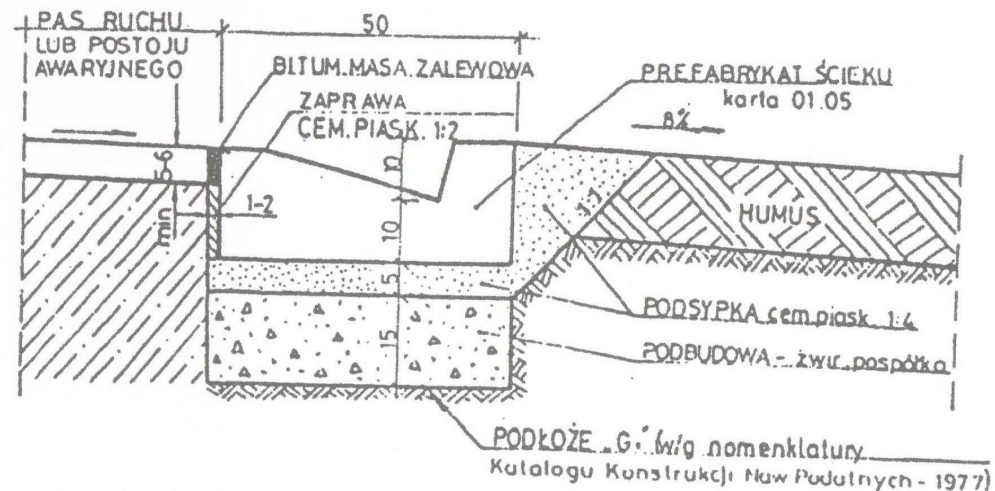 PAS RUCHU
LUB POSTOJU
AWARYJNEGO
50
BITUM.MASA.ZALEWOWA
ZAPRAWA
CEM.PIASK. 1:2
PREFABRYKAT ŚCIEKU
karta 01.05
8%
min 5-6
1-2
10
5
15
1:1
HUMUS
PODSYPKA cem.piask. 1:4
PODBUDOWA - żwir, pospółka
PODŁOŻE „G₁" (w/g nomenklatury
Katalogu Konstrukcji Naw Podatnych - 1977)